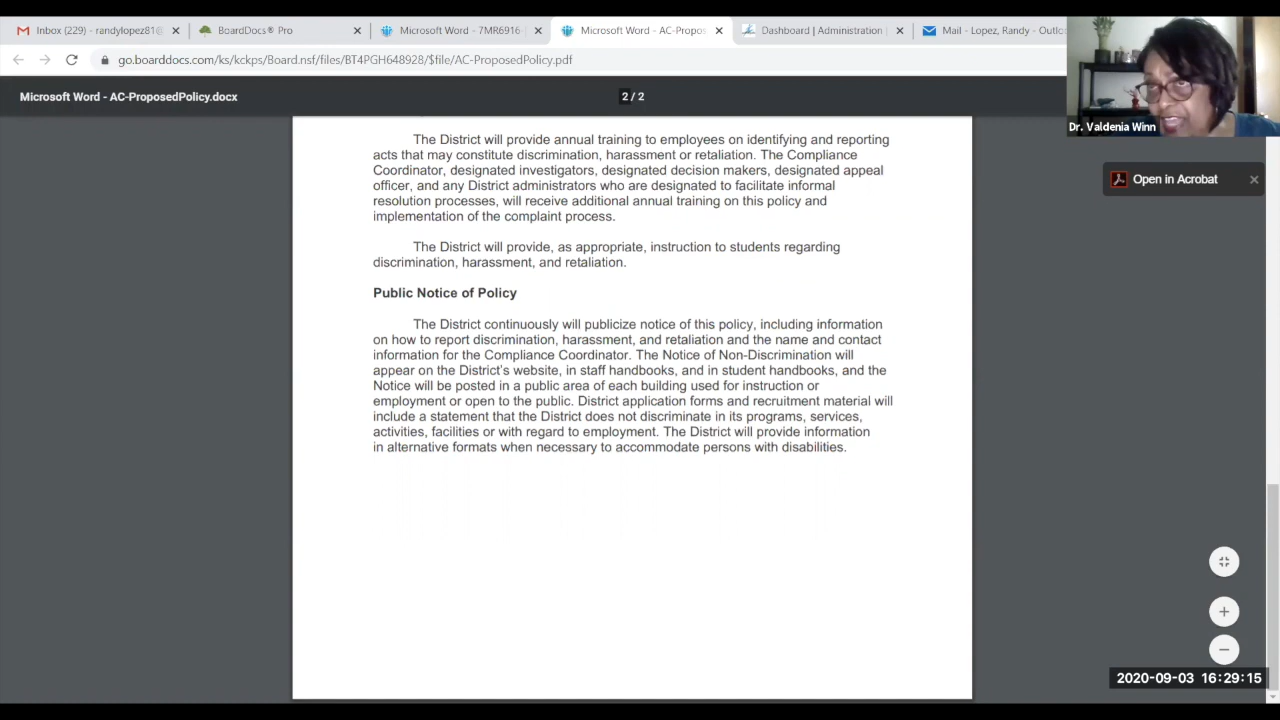 Inbox (229) - randylopez81@
BoardDocs® Pro
Microsoft Word - 7MR6916
Microsoft Word - AC-Propos
Dashboard | Administration
Mail - Lopez, Randy - Outlo
go.boarddocs.com/ks/kckps/Board.nsf/files/BT4PGH648928/$file/AC-ProposedPolicy.pdf
Microsoft Word - AC-ProposedPolicy.docx
2 / 2
Dr. Valdenia Winn
Open in Acrobat
The District will provide annual training to employees on identifying and reporting
acts that may constitute discrimination, harassment or retaliation. The Compliance
Coordinator, designated investigators, designated decision makers, designated appeal
officer, and any District administrators who are designated to facilitate informal
resolution processes, will receive additional annual training on this policy and
implementation of the complaint process.
The District will provide, as appropriate, instruction to students regarding
discrimination, harassment, and retaliation.
Public Notice of Policy
The District continuously will publicize notice of this policy, including information
on how to report discrimination, harassment, and retaliation and the name and contact
information for the Compliance Coordinator. The Notice of Non-Discrimination will
appear on the District's website, in staff handbooks, and in student handbooks, and the
Notice will be posted in a public area of each building used for instruction or
employment or open to the public. District application forms and recruitment material will
include a statement that the District does not discriminate in its programs, services,
activities, facilities or with regard to employment. The District will provide information
in alternative formats when necessary to accommodate persons with disabilities.
2020-09-03 16:29:15